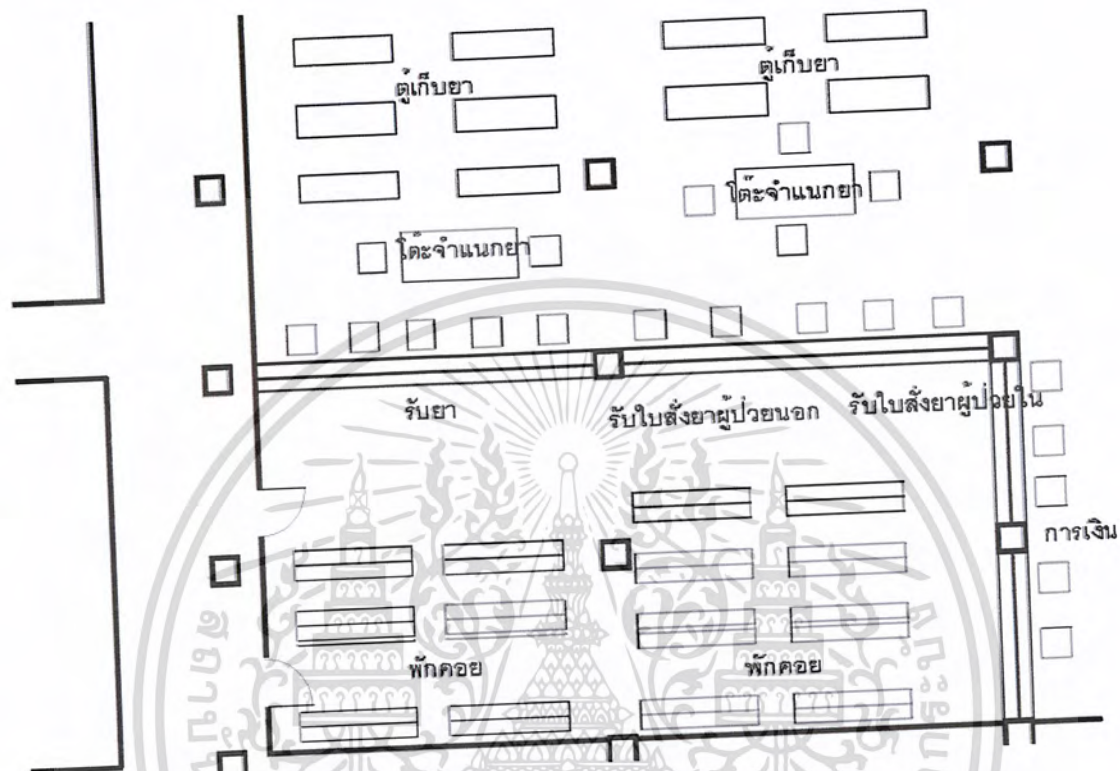 ตู้เก็บยา
ตู้เก็บยา
โต๊ะจำแนกยา
โต๊ะจำแนกยา
รับยา
รับใบสั่งยาผู้ป่วยนอก
รับใบสั่งยาผู้ป่วยใน
การเงิน
พักคอย
พักคอย